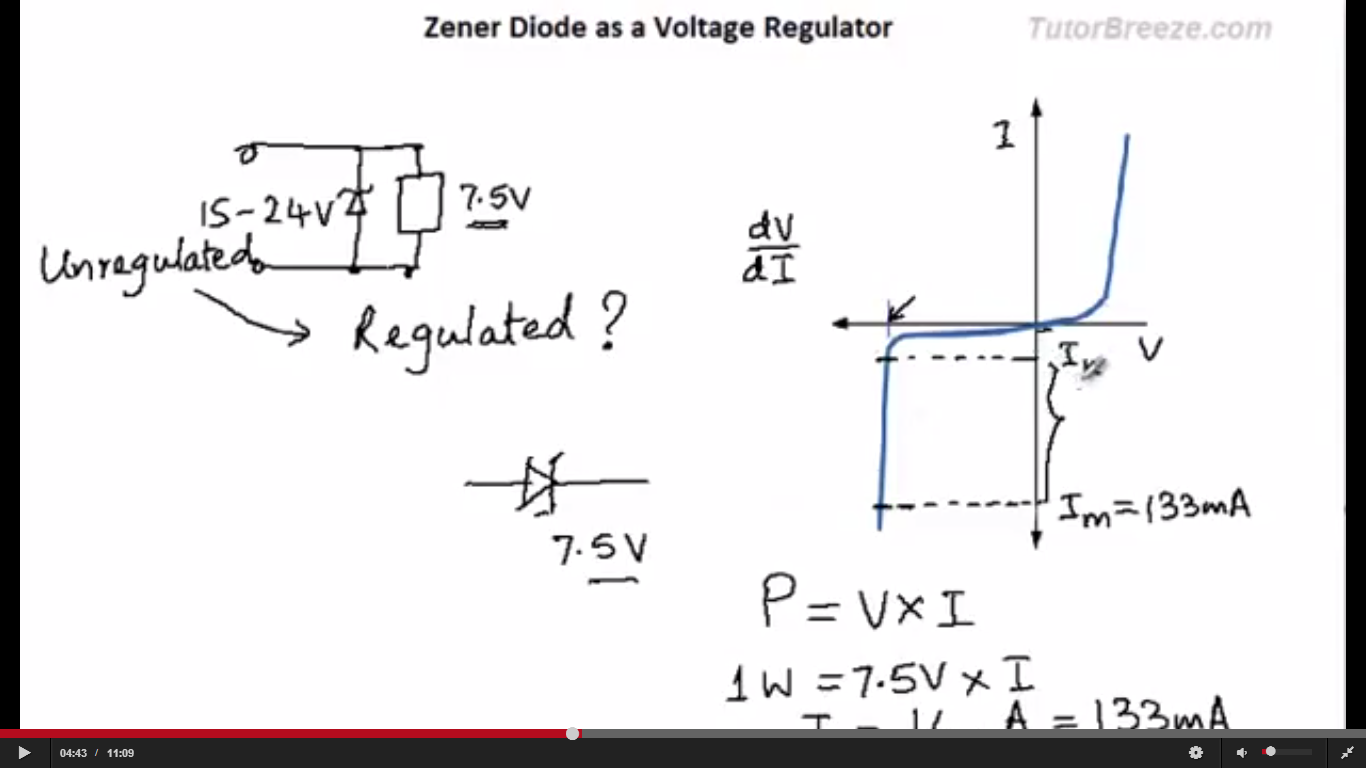 Zener Diode as a Voltage Regulator
TutorBreeze.com
I
15-24V
7.5V
Unregulated
Regulated ?
dV
dI
V
7.5V
Im = 133mA
P = V x I
1W = 7.5V x I
A = 133mA
04:43 / 11:09